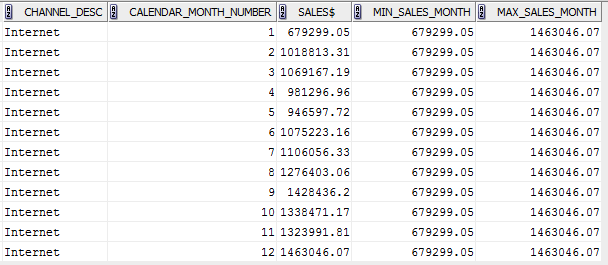 CHANNEL_DESC CALENDAR_MONTH_NUMBER SALES$ MIN_SALES_MONTH MAX_SALES_MONTH
Internet 1 679299.05 679299.05 1463046.07
Internet 2 1018813.31 679299.05 1463046.07
Internet 3 1069167.19 679299.05 1463046.07
Internet 4 981296.96 679299.05 1463046.07
Internet 5 946597.72 679299.05 1463046.07
Internet 6 1075223.16 679299.05 1463046.07
Internet 7 1106056.33 679299.05 1463046.07
Internet 8 1276403.06 679299.05 1463046.07
Internet 9 1428436.2 679299.05 1463046.07
Internet 10 1338471.17 679299.05 1463046.07
Internet 11 1323991.81 679299.05 1463046.07
Internet 12 1463046.07 679299.05 1463046.07